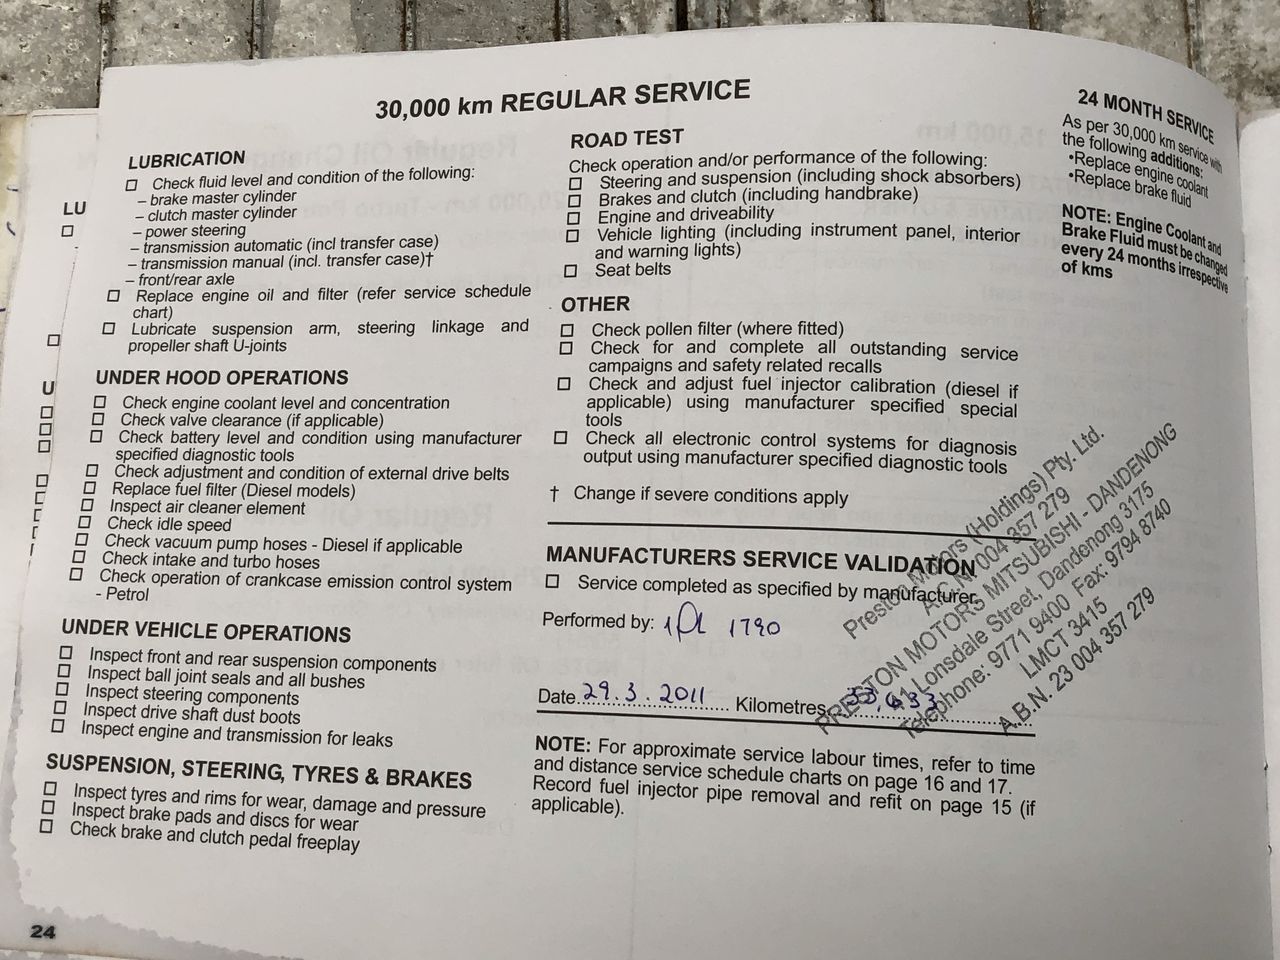 30,000 km REGULAR SERVICE
LUBRICATION
Check fluid level and condition of the following:
– brake master cylinder
– clutch master cylinder
– power steering
– transmission automatic (incl transfer case)
– transmission manual (incl. transfer case)†
– front/rear axle
Replace engine oil and filter (refer service schedule
chart)
Lubricate suspension arm, steering linkage and
propeller shaft U-joints
UNDER HOOD OPERATIONS
Check engine coolant level and concentration
Check valve clearance (if applicable)
Check battery level and condition using manufacturer
specified diagnostic tools
Check adjustment and condition of external drive belts
Replace fuel filter (Diesel models)
Inspect air cleaner element
Check idle speed
Check vacuum pump hoses - Diesel if applicable
Check intake and turbo hoses
Check operation of crankcase emission control system
- Petrol
UNDER VEHICLE OPERATIONS
Inspect front and rear suspension components
Inspect ball joint seals and all bushes
Inspect steering components
Inspect drive shaft dust boots
Inspect engine and transmission for leaks
SUSPENSION, STEERING, TYRES & BRAKES
Inspect tyres and rims for wear, damage and pressure
Inspect brake pads and discs for wear
Check brake and clutch pedal freeplay
24
ROAD TEST
Check operation and/or performance of the following:
Steering and suspension (including shock absorbers)
Brakes and clutch (including handbrake)
Engine and driveability
Vehicle lighting (including instrument panel, interior
and warning lights)
Seat belts
OTHER
Check pollen filter (where fitted)
Check for and complete all outstanding service
campaigns and safety related recalls
Check and adjust fuel injector calibration (diesel if
applicable) using manufacturer specified special
tools
Check all electronic control systems for diagnosis
output using manufacturer specified diagnostic tools
† Change if severe conditions apply
MANUFACTURERS SERVICE VALIDATION
Service completed as specified by manufacturer.
Performed by: 1790
Date 29.3.2011 Kilometres
NOTE: For approximate service labour times, refer to time
and distance service schedule charts on page 16 and 17.
Record fuel injector pipe removal and refit on page 15 (if
applicable).
Preston Motors (Holdings) Pty. Ltd.
A.C.N. 004 357 279
PRESTON MOTORS MITSUBISHI - DANDENONG
Lonsdale Street, Dandenong 3175
Telephone: 9771 9400 Fax: 9794 8740
LMCT 3415
A.B.N. 23 004 357 279
24 MONTH SERVICE
As per 30,000 km service with
the following additions:
•Replace engine coolant
•Replace brake fluid
NOTE: Engine Coolant and
Brake Fluid must be changed
every 24 months irrespective
of kms
LU
U